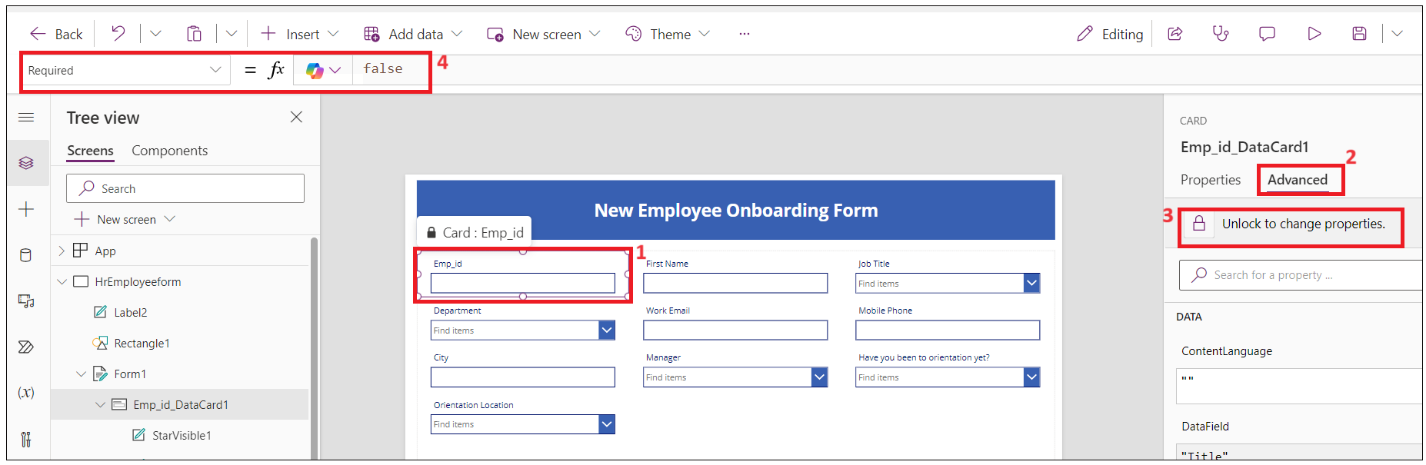 Back
Insert
Add data
New screen
Theme
...
Editing
Required
= fx
false
4
Tree view
Screens Components
Search
New screen
App
HrEmployeeform
Label2
Rectangle1
Form1
Emp_id_DataCard1
StarVisible1
(x)
New Employee Onboarding Form
Card : Emp_id
1
Emp_id
First Name
Job Title
Find items
Department
Find items
Work Email
Mobile Phone
City
Manager
Find items
Have you been to orientation yet?
Find items
Orientation Location
Find items
CARD
Emp_id_DataCard1
2
Properties Advanced
3
Unlock to change properties.
Search for a property ...
DATA
ContentLanguage
""
DataField
"Title"